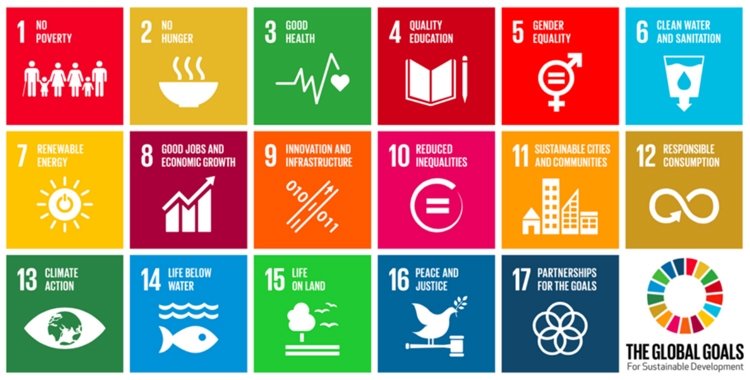 1 NO
POVERTY
2 NO
HUNGER
3 GOOD
HEALTH
4 QUALITY
EDUCATION
5 GENDER
EQUALITY
6 CLEAN WATER
AND SANITATION
7 RENEWABLE
ENERGY
8 GOOD JOBS AND
ECONOMIC GROWTH
9 INNOVATION AND
INFRASTRUCTURE
010
011
10 REDUCED
INEQUALITIES
11 SUSTAINABLE CITIES
AND COMMUNITIES
12 RESPONSIBLE
CONSUMPTION
13 CLIMATE
ACTION
14 LIFE BELOW
WATER
15 LIFE
ON LAND
16 PEACE AND
JUSTICE
17 PARTNERSHIPS
FOR THE GOALS
THE GLOBAL GOALS
For Sustainable Development